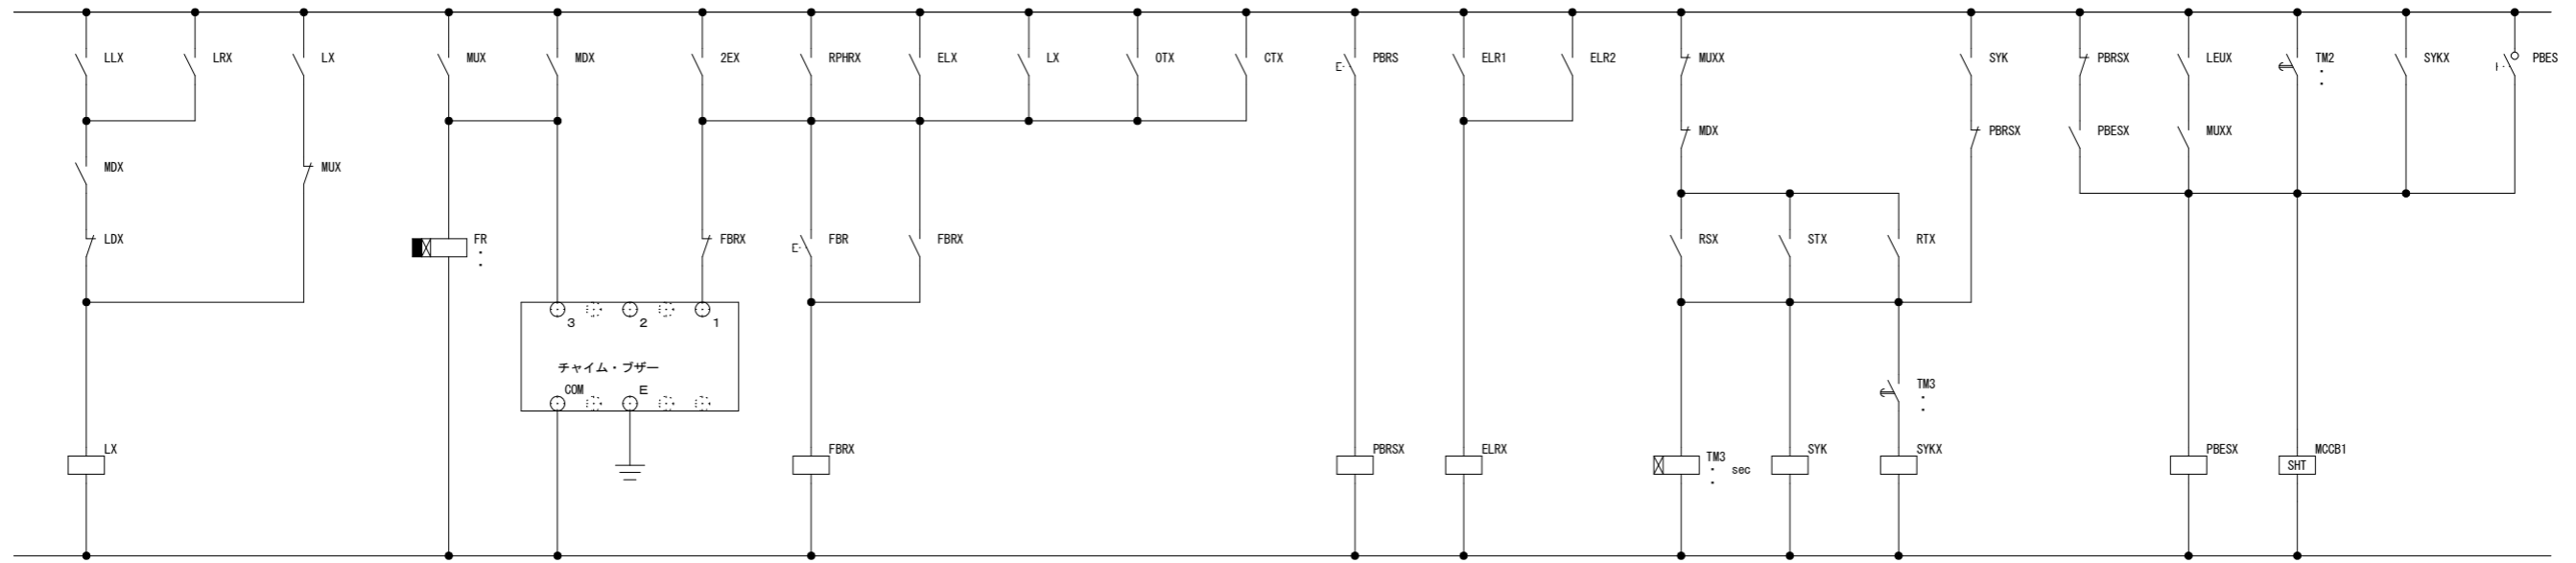 LLX LRX LX MUX MDX 2EX RPHRX ELX LX OTX CTX PBRS ELR1 ELR2 MUXX SYK PBRSX LEUX TM2 SYKX PBES
MDX MUX MDX PBRSX PBESX MUXX
LDX FR FBRX FBR FBRX RSX STX RTX
3 2 1
チャイム・ブザー
COM E TM3
LX FBRX PBRSX ELRX TM3 sec SYK SYKX PBESX MCCB1
SHT